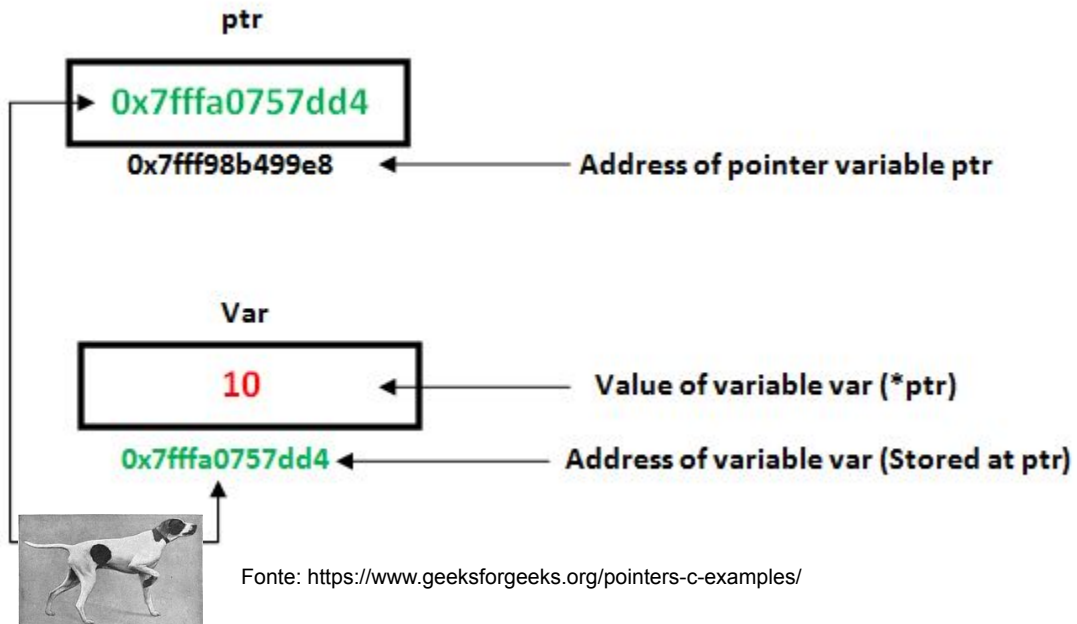 ptr
0x7fffa0757dd4
0x7fff98b499e8
Address of pointer variable ptr
Var
10
Value of variable var (*ptr)
0x7fffa0757dd4
Address of variable var (Stored at ptr)
Fonte: https://www.geeksforgeeks.org/pointers-c-examples/